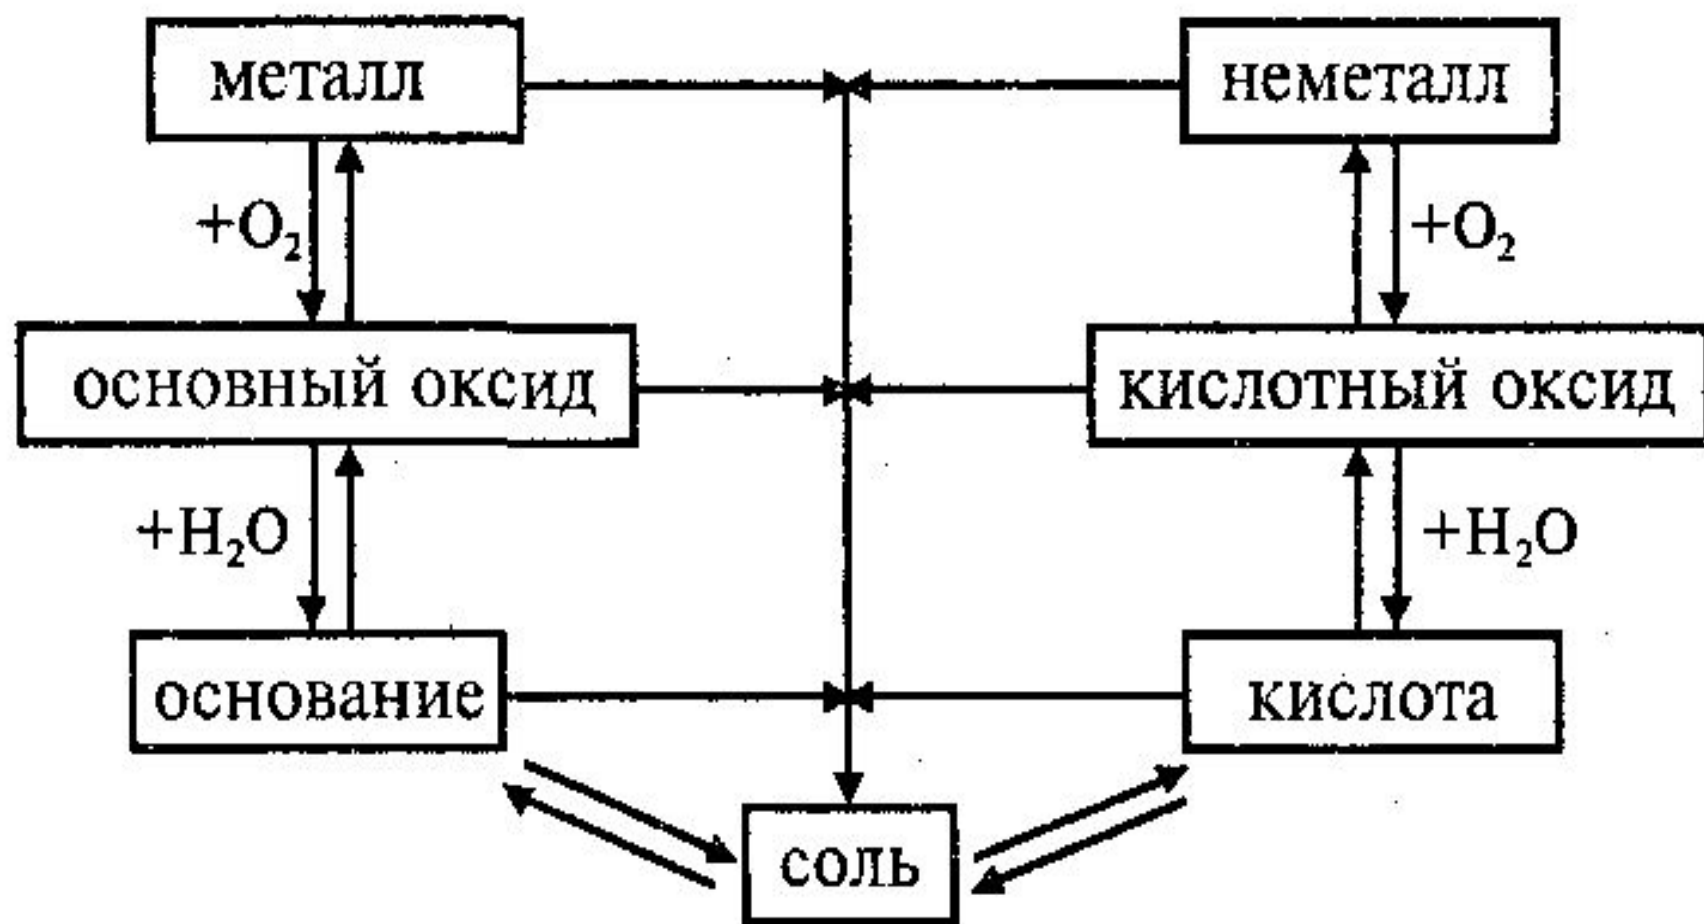 металл
неметалл
+O₂
+O₂
основный оксид
кислотный оксид
+H₂O
+H₂O
основание
кислота
соль